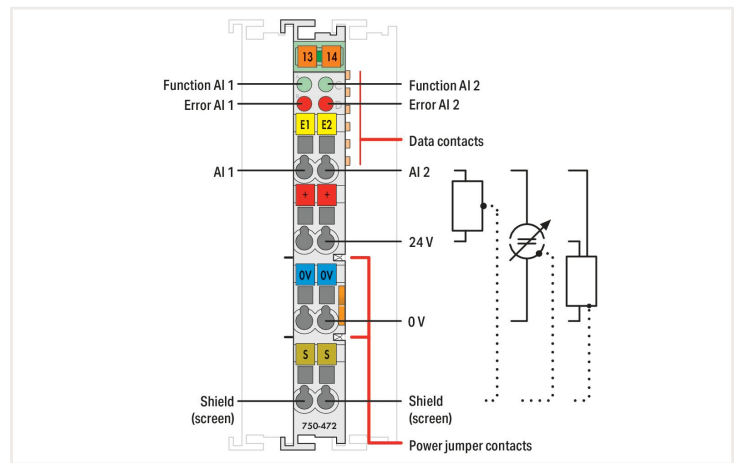 13 14
Function AI 1
Function AI 2
Error AI 1
Error AI 2
E1 E2
Data contacts
AI 1
AI 2
+ +
24 V
0V 0V
0 V
S S
Shield
(screen)
Shield
(screen)
750-472
Power jumper contacts